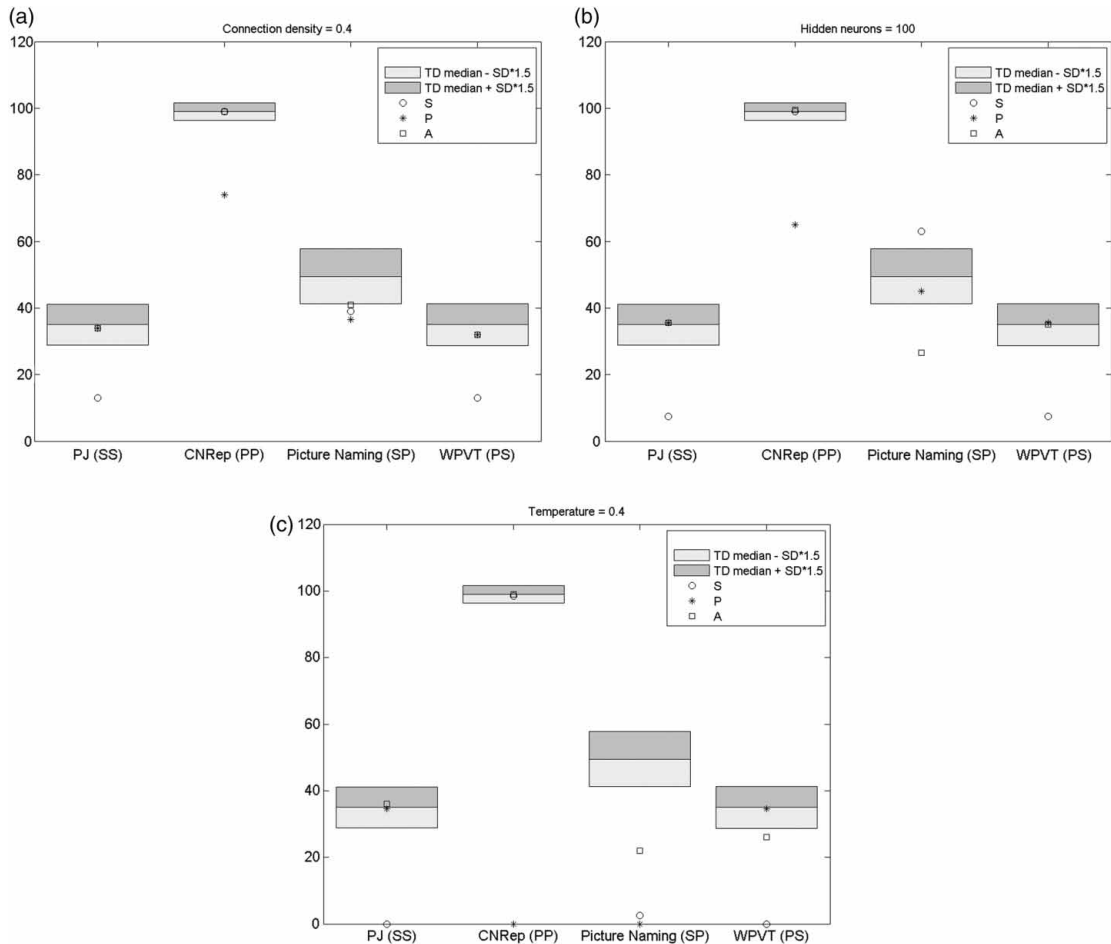 (a)
Connection density = 0.4
120
100
80
60
40
20
0
TD median - SD*1.5
TD median + SD*1.5
S
P
A
PJ (SS)
CNRep (PP)
Picture Naming (SP)
WPVT (PS)
(b)
Hidden neurons = 100
120
100
80
60
40
20
0
TD median - SD*1.5
TD median + SD*1.5
S
P
A
PJ (SS)
CNRep (PP)
Picture Naming (SP)
WPVT (PS)
(c)
Temperature = 0.4
120
100
80
60
40
20
0
TD median - SD*1.5
TD median + SD*1.5
S
P
A
PJ (SS)
CNRep (PP)
Picture Naming (SP)
WPVT (PS)